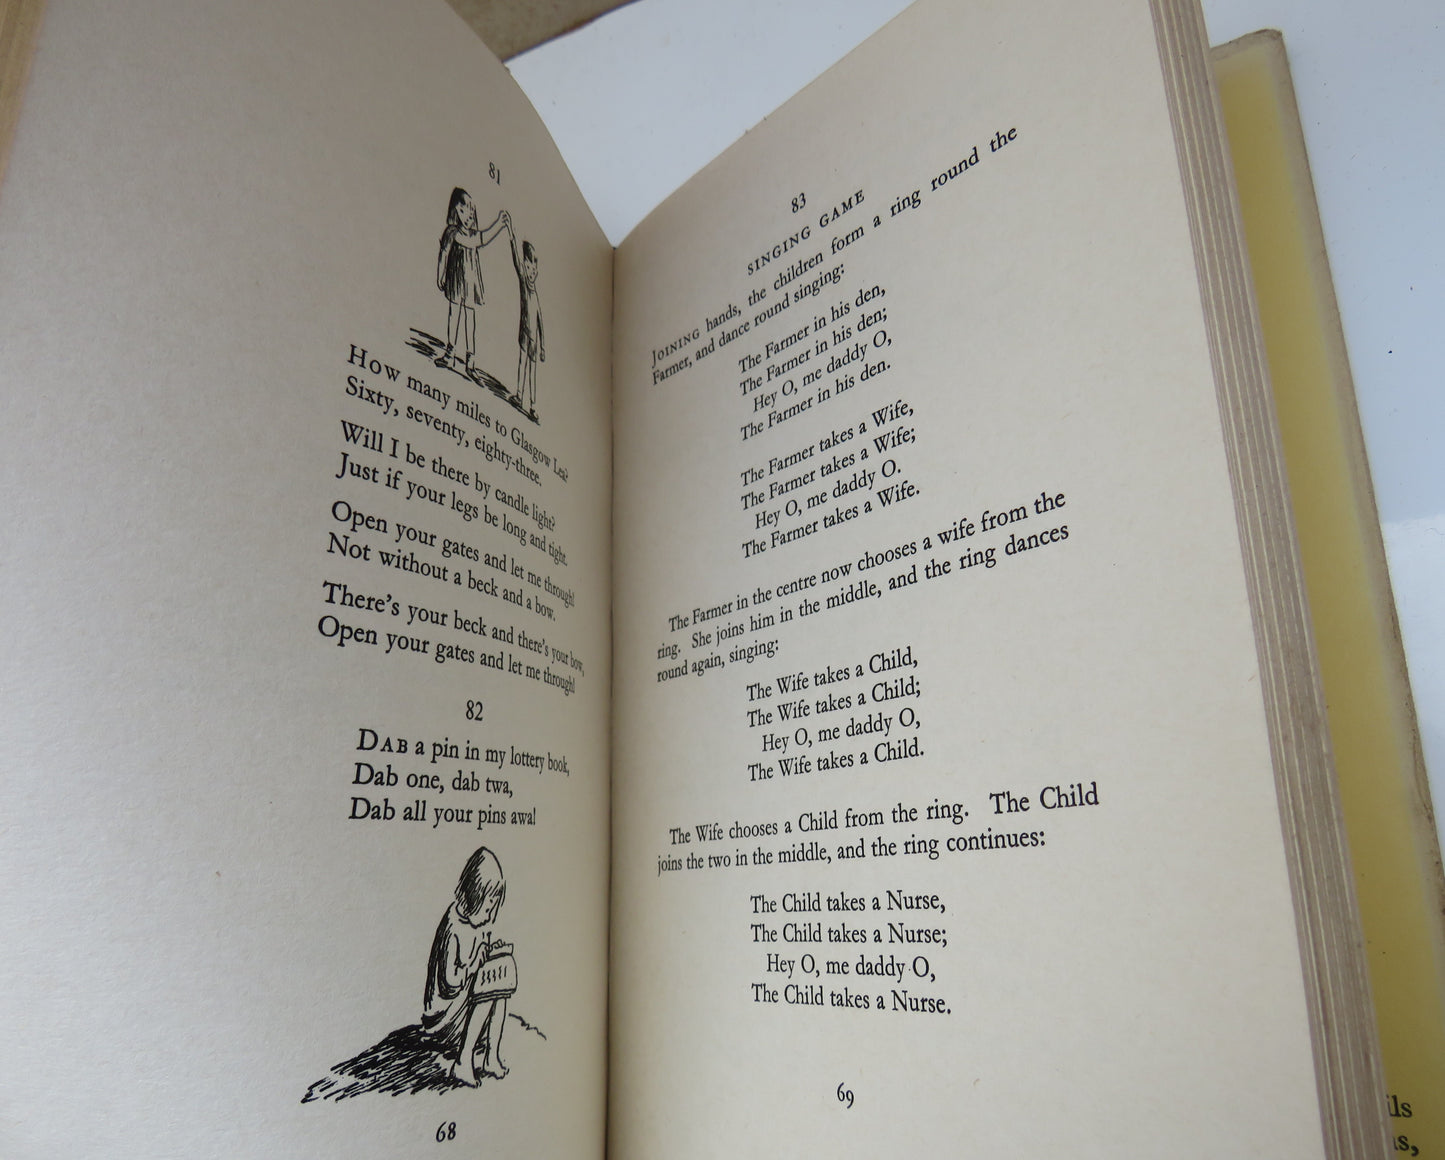 81
How many miles to Glasgow Lea?
Sixty, seventy, eighty-three.
Will I be there by candle light?
Just if your legs be long and tight.
Open your gates and let me through!
Not without a beck and a bow.
There's your beck and there's your bow,
Open your gates and let me through!
82
DAB a pin in my lottery book,
Dab one, dab twa,
Dab all your pins awa!
68
83
SINGING GAME
JOINING hands, the children form a ring round the
Farmer, and dance round singing:
The Farmer in his den,
The Farmer in his den;
Hey O, me daddy O,
The Farmer in his den.
The Farmer takes a Wife,
The Farmer takes a Wife;
Hey O, me daddy O.
The Farmer takes a Wife.
The Farmer in the centre now chooses a wife from the
ring. She joins him in the middle, and the ring dances
round again, singing:
The Wife takes a Child,
The Wife takes a Child;
Hey O, me daddy O,
The Wife takes a Child.
The Wife chooses a Child from the ring. The Child
joins the two in the middle, and the ring continues:
The Child takes a Nurse,
The Child takes a Nurse;
Hey O, me daddy O,
The Child takes a Nurse.
69